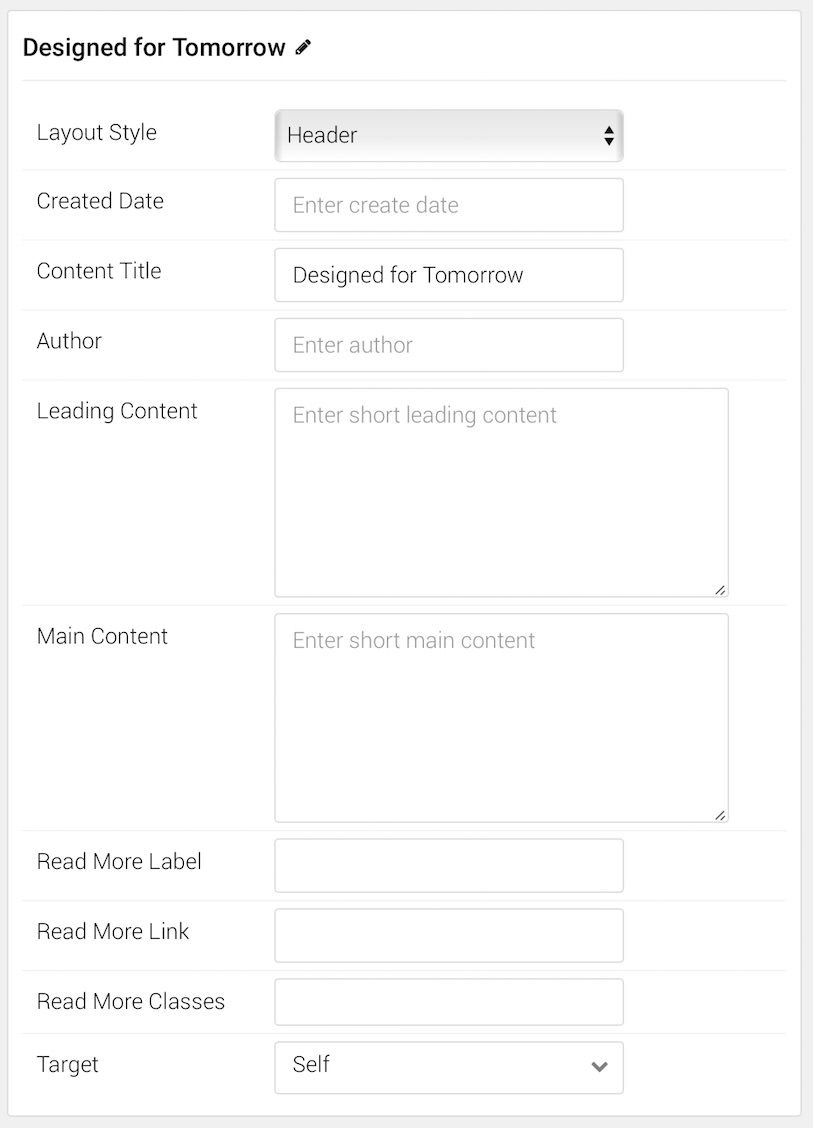 Designed for Tomorrow
Layout Style Header
Created Date Enter create date
Content Title Designed for Tomorrow
Author Enter author
Leading Content Enter short leading content
Main Content Enter short main content
Read More Label
Read More Link
Read More Classes
Target Self